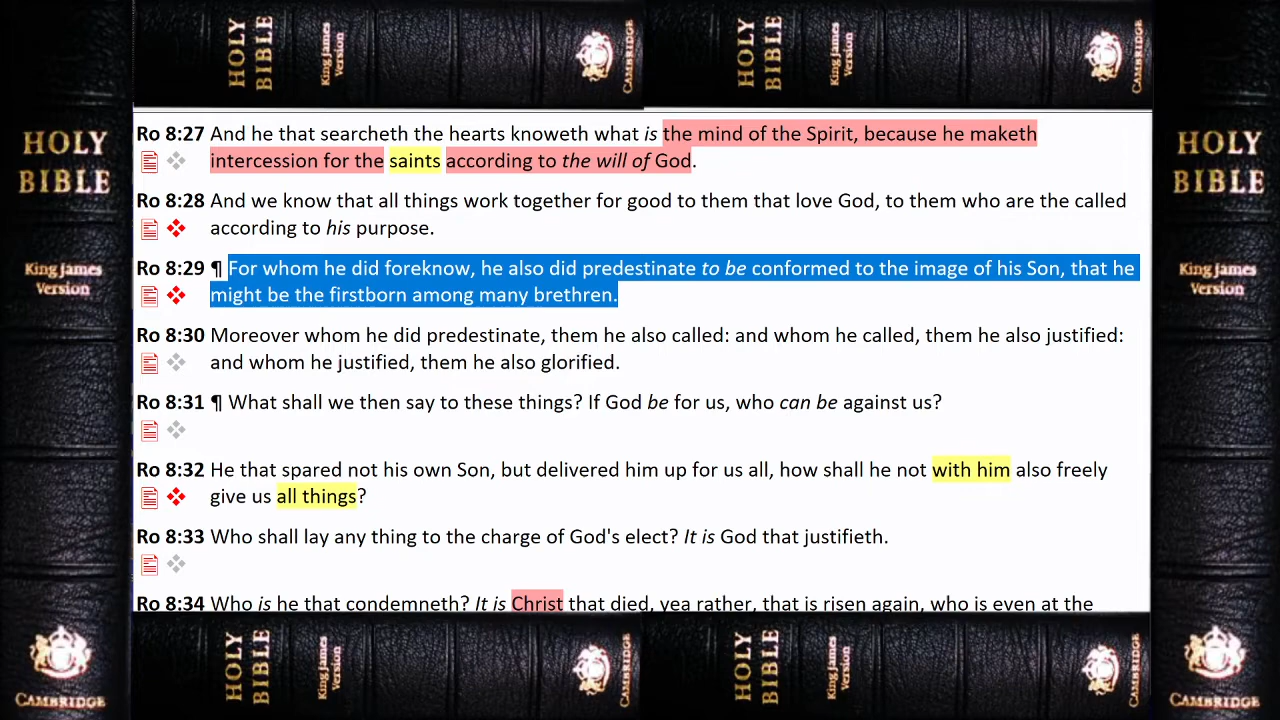 HOLY
BIBLE
King James
Version
CAMBRIDGE
HOLY
BIBLE
King James
Version
CAMBRIDGE
HOLY
BIBLE
King James
Version
CAMBRIDGE
Ro 8:27 And he that searcheth the hearts knoweth what is the mind of the Spirit, because he maketh
intercession for the saints according to the will of God.
Ro 8:28 And we know that all things work together for good to them that love God, to them who are the called
according to his purpose.
Ro 8:29 ¶ For whom he did foreknow, he also did predestinate to be conformed to the image of his Son, that he
might be the firstborn among many brethren.
Ro 8:30 Moreover whom he did predestinate, them he also called: and whom he called, them he also justified:
and whom he justified, them he also glorified.
Ro 8:31 ¶ What shall we then say to these things? If God be for us, who can be against us?
Ro 8:32 He that spared not his own Son, but delivered him up for us all, how shall he not with him also freely
give us all things?
Ro 8:33 Who shall lay any thing to the charge of God's elect? It is God that justifieth.
Ro 8:34 Who is he that condemneth? It is Christ that died, yea rather, that is risen again, who is even at the
HOLY
BIBLE
King James
Version
CAMBRIDGE
HOLY
BIBLE
King James
Version
CAMBRIDGE
HOLY
BIBLE
King James
Version
CAMBRIDGE